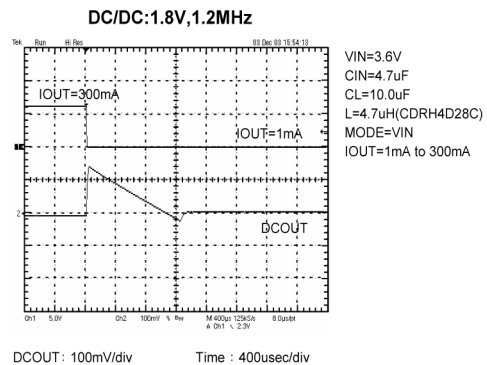 DC/DC:1.8V,1.2MHz
Tek Run Hi Res 03 Dec 03 15:54:13
IOUT=300mA
IOUT=1mA
DCOUT
2
Ch1 5.0V Ch2 100mV M 400µs 125kS/s 8.0µs/pt
A Ch1 2.3V
VIN=3.6V
CIN=4.7uF
CL=10.0uF
L=4.7uH(CDRH4D28C)
MODE=VIN
IOUT=1mA to 300mA
DCOUT: 100mV/div Time : 400usec/div